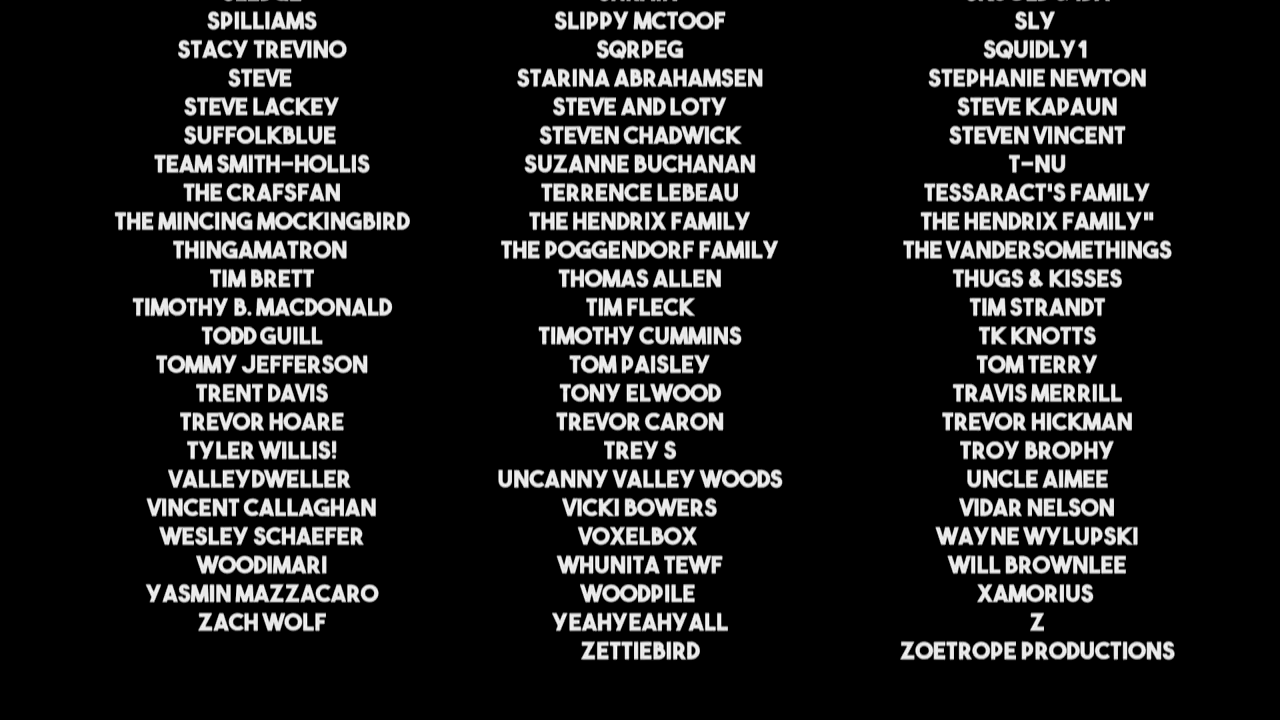 SPILLIAMS SLIPPY MCTOOF SLY
STACY TREVINO SQRPEG SQUIDLY1
STEVE STARINA ABRAHAMSEN STEPHANIE NEWTON
STEVE LACKEY STEVE AND LOTY STEVE KAPAUN
SUFFOLKBLUE STEVEN CHADWICK STEVEN VINCENT
TEAM SMITH-HOLLIS SUZANNE BUCHANAN T-NU
THE CRAFSFAN TERRENCE LEBEAU TESSARACT'S FAMILY
THE MINCING MOCKINGBIRD THE HENDRIX FAMILY THE HENDRIX FAMILY"
THINGAMATRON THE POGGENDORF FAMILY THE VANDERSOMETHINGS
TIM BRETT THOMAS ALLEN THUGS & KISSES
TIMOTHY B. MACDONALD TIM FLECK TIM STRANDT
TODD GUILL TIMOTHY CUMMINS TK KNOTTS
TOMMY JEFFERSON TOM PAISLEY TOM TERRY
TRENT DAVIS TONY ELWOOD TRAVIS MERRILL
TREVOR HOARE TREVOR CARON TREVOR HICKMAN
TYLER WILLIS! TREY S TROY BROPHY
VALLEYDWELLER UNCANNY VALLEY WOODS UNCLE AIMEE
VINCENT CALLAGHAN VICKI BOWERS VIDAR NELSON
WESLEY SCHAEFER VOXELBOX WAYNE WYLUPSKI
WOODIMARI WHUNITA TEWF WILL BROWNLEE
YASMIN MAZZACARO WOODPILE XAMORIUS
ZACH WOLF YEAHYEAHYALL Z
ZETTIEBIRD ZOETROPE PRODUCTIONS